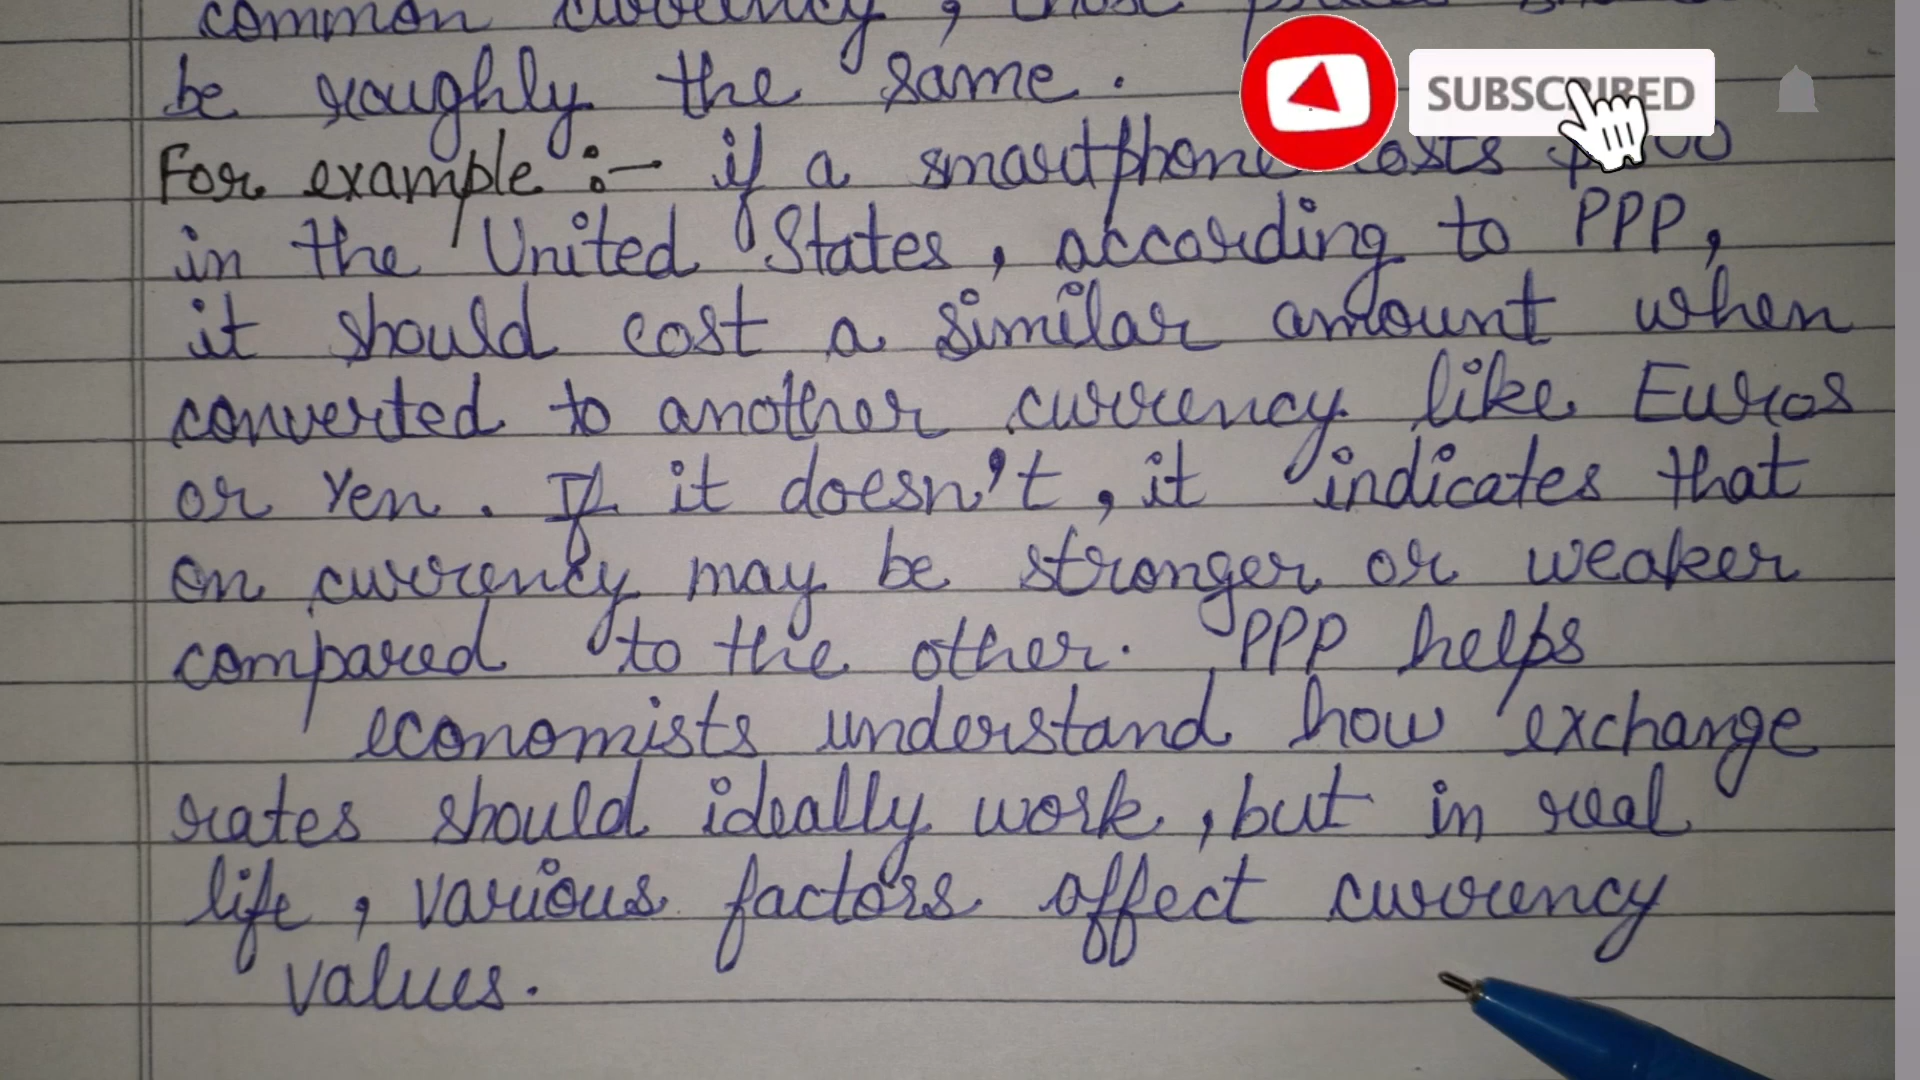 common currency,
be roughly the same.
SUBSCRIBED
For example :- if a smartphone costs
in the United States, according to PPP,
it should cost a similar amount when
converted to another currency like Euros
or Yen. If it doesn't, it indicates that
on currency may be stronger or weaker
compared to the other. PPP helps
economists understand how exchange
rates should ideally work, but in real
life, various factors affect currency
values.